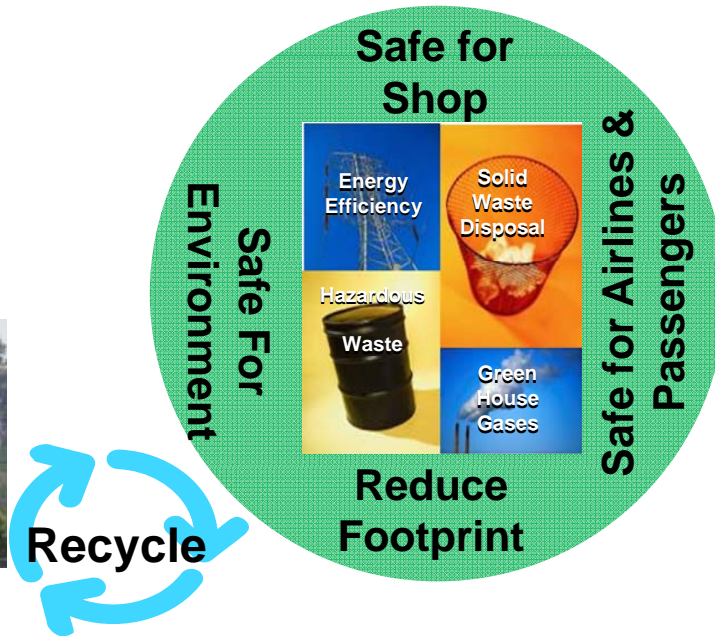 Safe for
Shop
Energy
Efficiency
Solid
Waste
Disposal
Safe For
Environment
Safe for Airlines &
Passengers
Hazardous
Waste
Green
House
Gases
Reduce
Footprint
Recycle